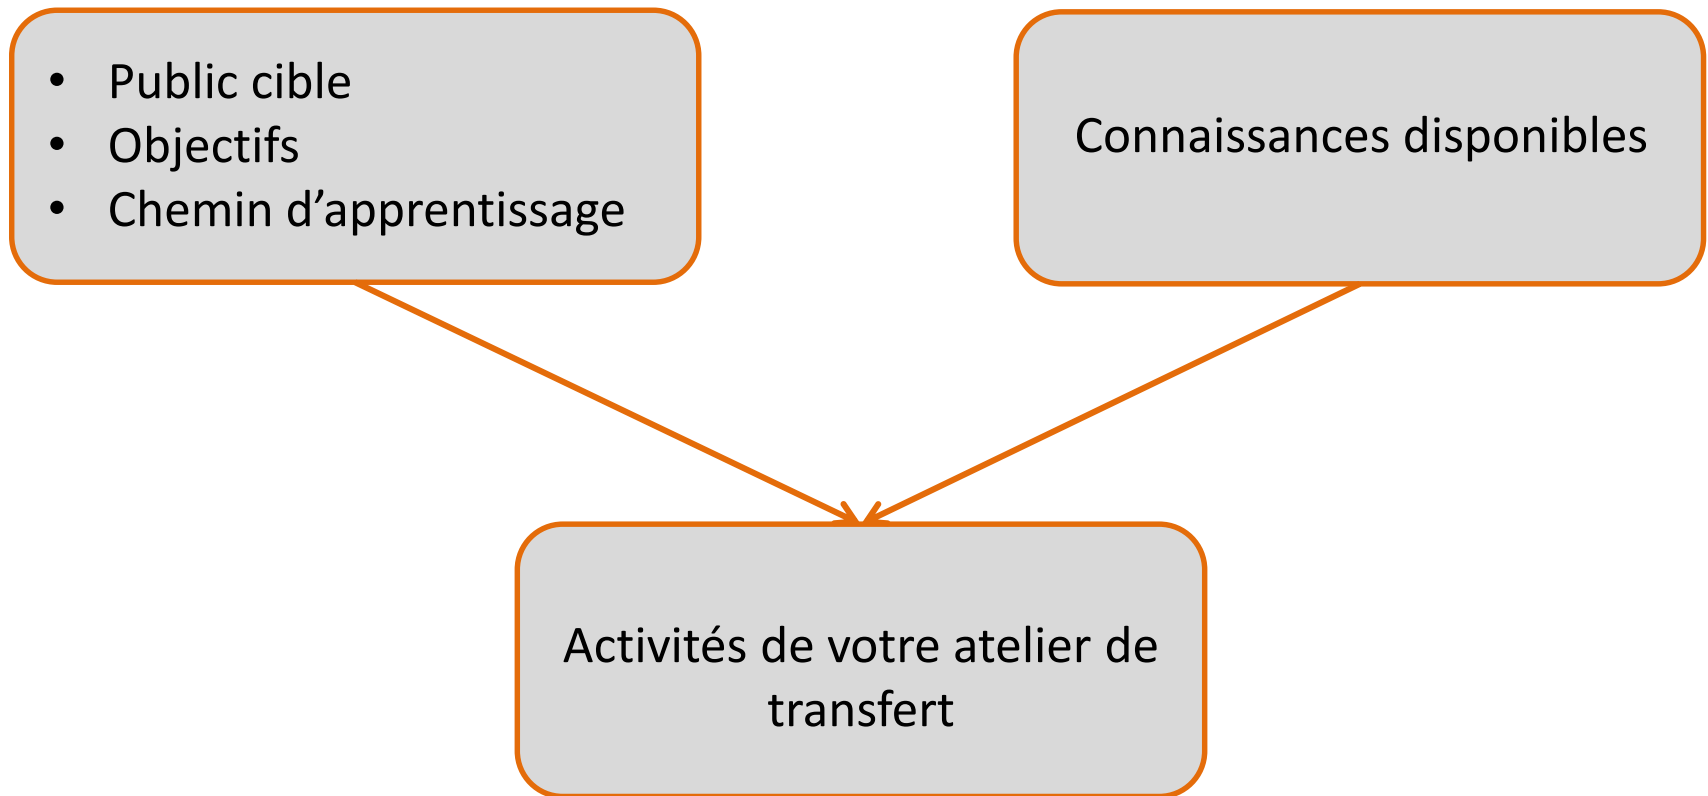 • Public cible
• Objectifs
• Chemin d’apprentissage
Connaissances disponibles
Activités de votre atelier de
transfert